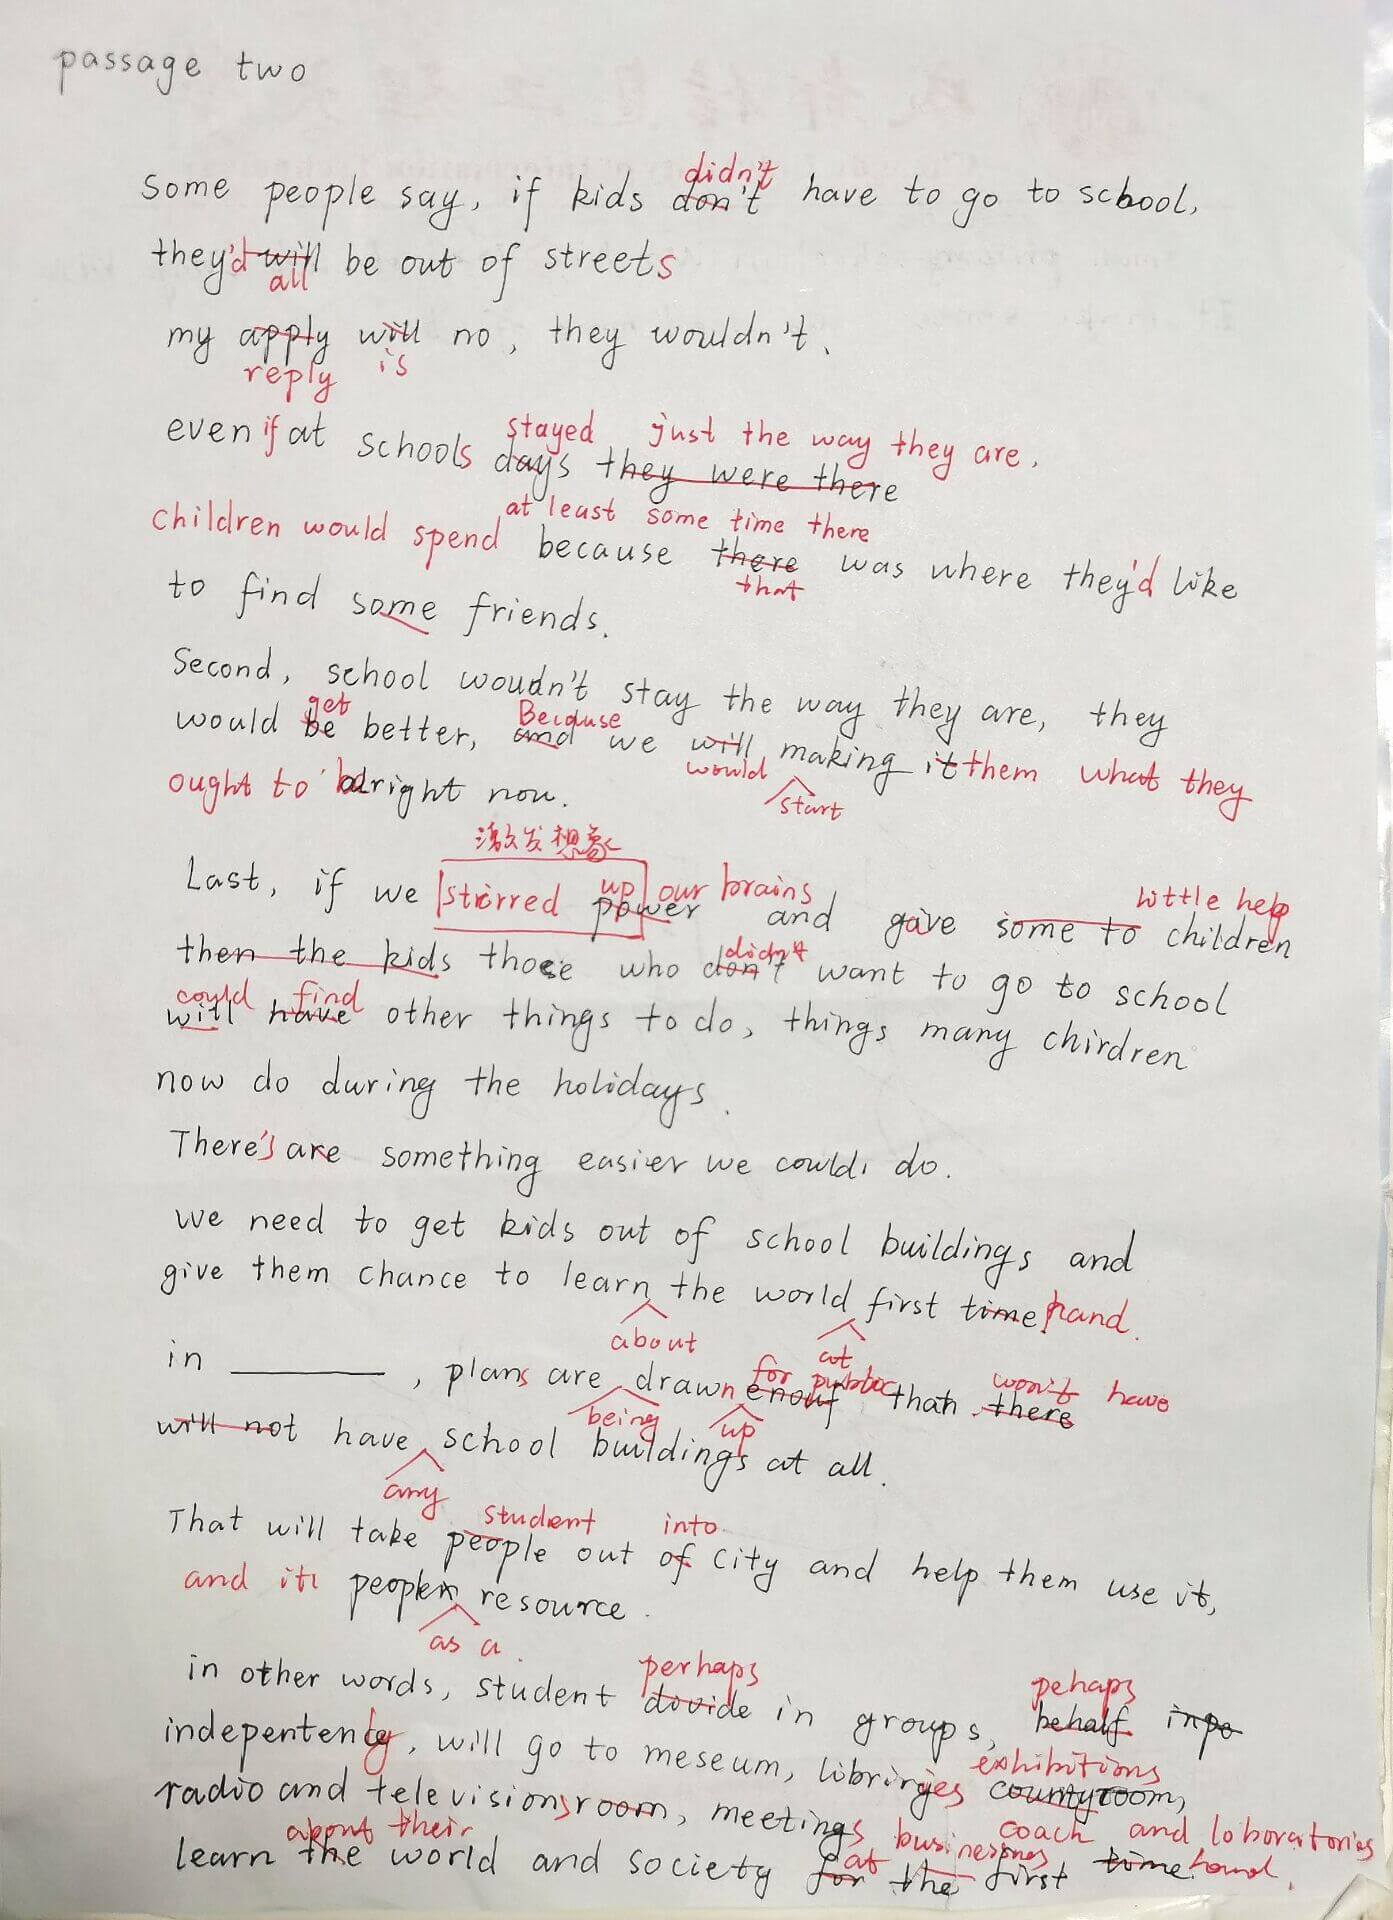 passage two
didn't
Some people say, if kids don't have to go to school,
they'd will be out of streets
all
my apply will no, they wouldn't.
reply is
stayed just the way they are.
even if at schools days they were there
at least some time there
children would spend because there was where they'd like
that
to find some friends.
Second, school woudn't stay the way they are, they
get Because
would be better, and we will making it them what they
would start
ought to be alright now.
激发想象
up our brains little help
Last, if we stirred power and gave some to children
didn't
then the kids those who don't want to go to school
could find
will have other things to do, things many chirdren
now do during the holidays.
There's are something easier we could do.
We need to get kids out of school buildings and
give them chance to learn the world first time hand.
about at
for public won't have
in , plans are drawn enouf that there
being up
will not have school buildings at all.
any
student into
That will take people out of city and help them use it,
and its people resource.
as a
perhaps pehaps
in other words, student divide in groups, behalf inpo
indepentently, will go to meseum, libriries countyroom,
exhibitions
radio and televisions room, meetings
about their businesses coach and loboratories
learn the world and society for the first time hand.
at